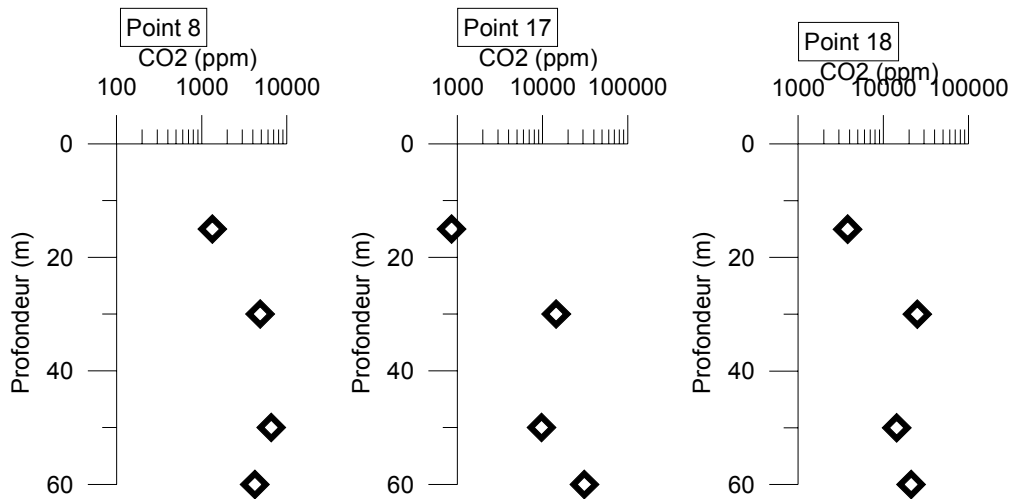 Point 8
CO2 (ppm)
100 1000 10000
0
20
40
60
Profondeur (m)
Point 17
CO2 (ppm)
1000 10000 100000
0
20
40
60
Profondeur (m)
Point 18
CO2 (ppm)
1000 10000 100000
0
20
40
60
Profondeur (m)